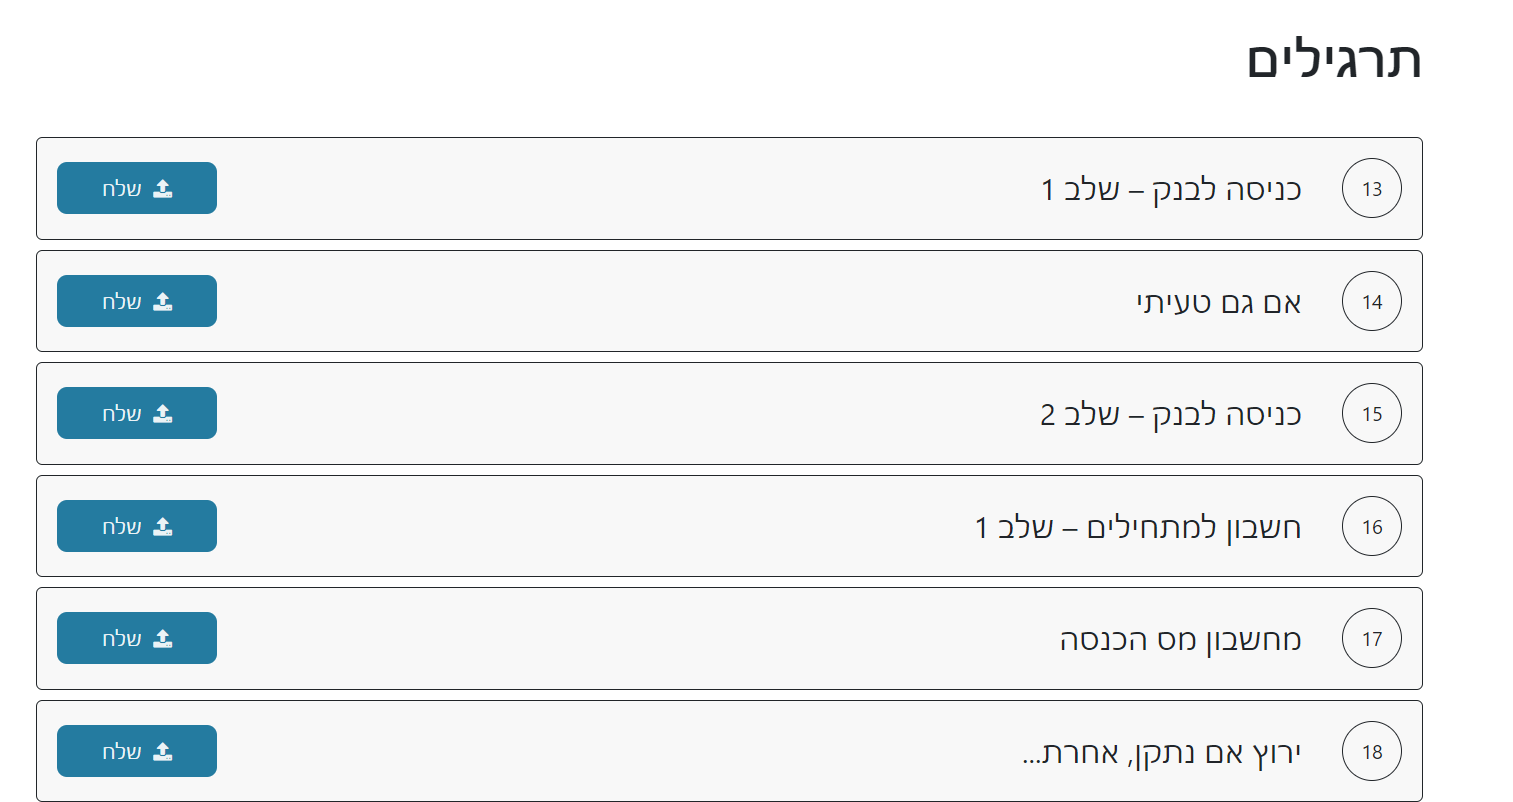 תרגילים
13 כניסה לבנק – שלב 1 שלח
14 אם גם טעיתי שלח
15 כניסה לבנק – שלב 2 שלח
16 חשבון למתחילים – שלב 1 שלח
17 מחשבון מס הכנסה שלח
18 ירוץ אם נתקן, אחרת... שלח